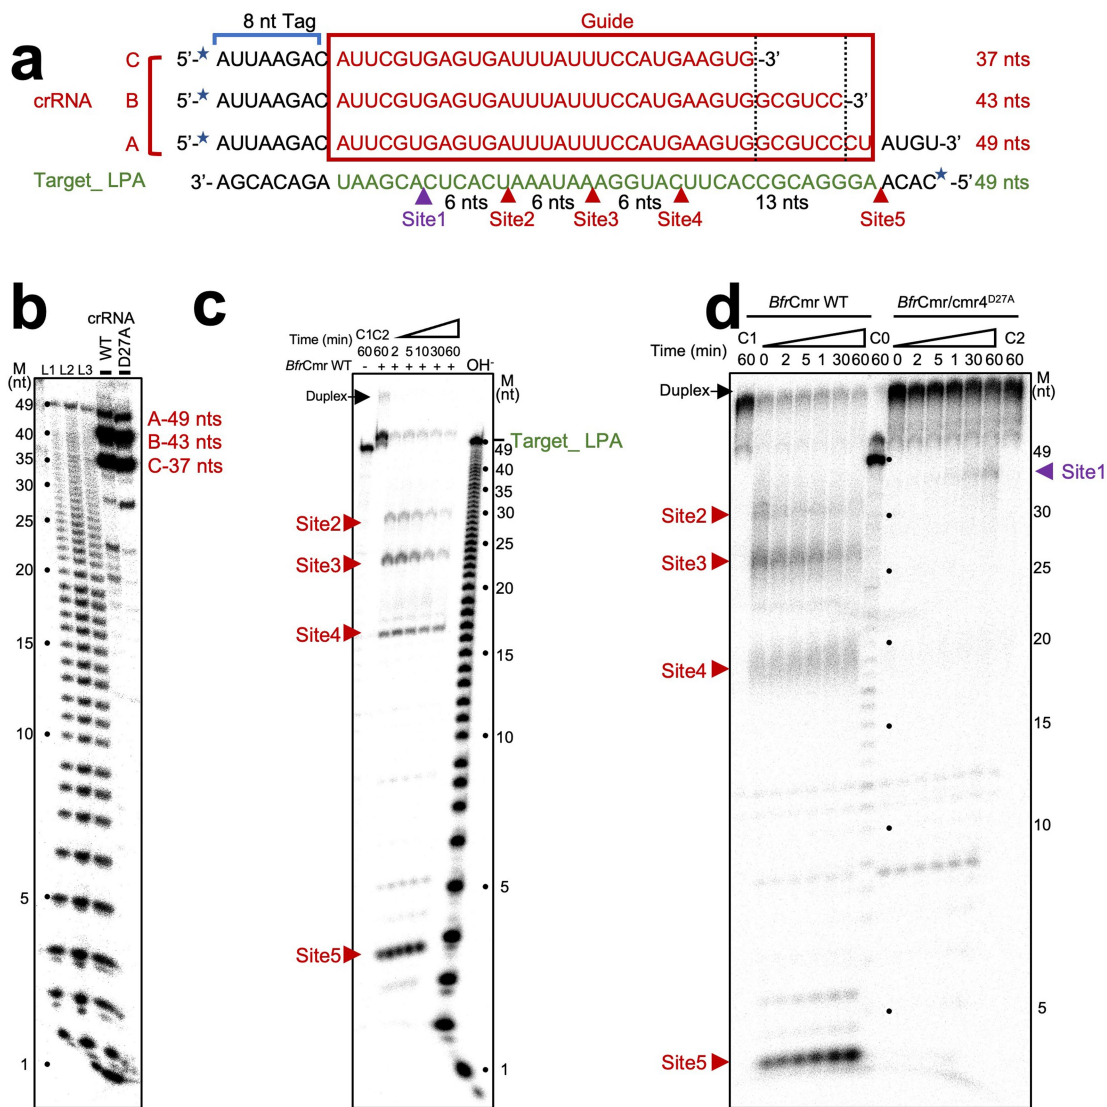 a
8 nt Tag
Guide
C 5'-★ AUUAAGAC AUUCGUGAGUGAUUUAUUUCCAUGAAGUG -3' 37 nts
crRNA B 5'-★ AUUAAGAC AUUCGUGAGUGAUUUAUUUCCAUGAAGUGGCGUCC -3' 43 nts
A 5'-★ AUUAAGAC AUUCGUGAGUGAUUUAUUUCCAUGAAGUGGCGUCCCU AUGU-3' 49 nts
Target_ LPA 3'- AGCACAGA UAAGCACUCACUAAAUAAAGGUACUUCACCGCAGGGA ACAC★ -5' 49 nts
6 nts 6 nts 6 nts 13 nts
Site1 Site2 Site3 Site4 Site5
b
crRNA
WT D27A
M (nt)
L1 L2 L3
49
40
35
30
25
20
15
10
5
1
A-49 nts
B-43 nts
C-37 nts
c
Time (min) C1 C2
60 60 2 5 10 30 60
BfrCmr WT - + + + + + + OH-
M (nt)
Duplex
Target_ LPA
49
40
35
30
25
20
15
10
5
1
Site2
Site3
Site4
Site5
d
BfrCmr WT BfrCmr/cmr4D27A
C1 C0 C2
Time (min) 60 0 2 5 1 30 60 60 0 2 5 1 30 60 60
M (nt)
Duplex
49
Site1
30
25
20
15
10
5
Site2
Site3
Site4
Site5